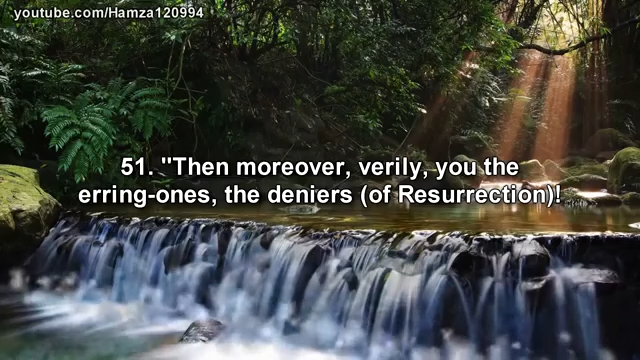 youtube.com/Hamza120994
51. "Then moreover, verily, you the
erring-ones, the deniers (of Resurrection)!